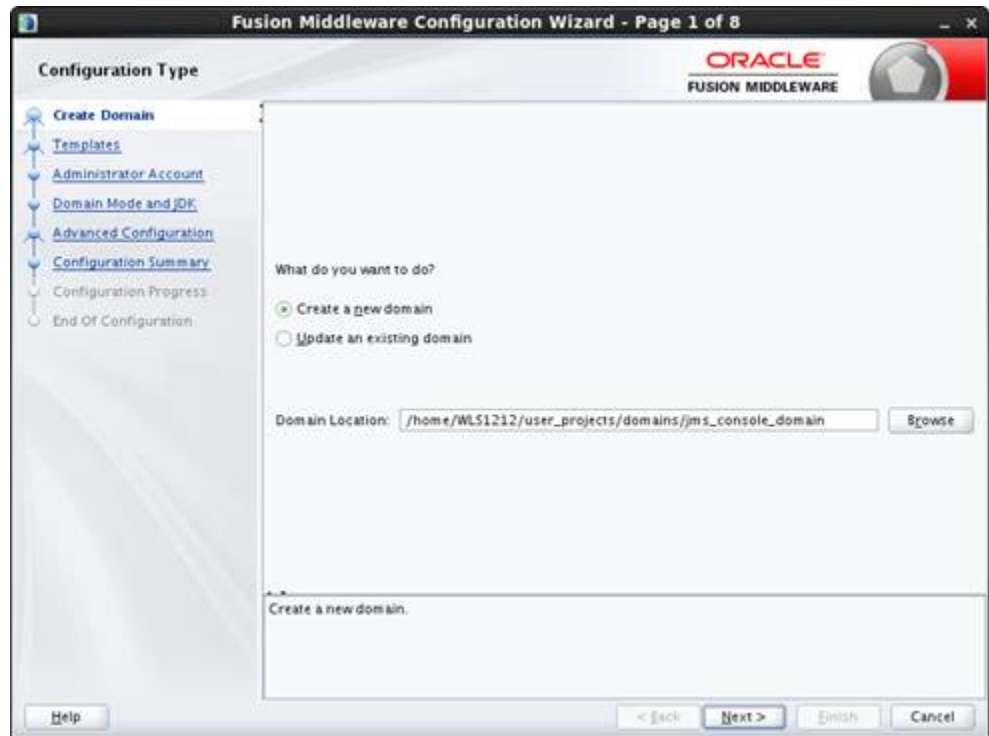 Fusion Middleware Configuration Wizard - Page 1 of 8
Configuration Type
ORACLE
FUSION MIDDLEWARE
Create Domain
Templates
Administrator Account
Domain Mode and JDK
Advanced Configuration
Configuration Summary
Configuration Progress
End Of Configuration
What do you want to do?
Create a new domain
Update an existing domain
Domain Location: /home/WLS1212/user_projects/domains/jms_console_domain Browse
Create a new domain.
Help < Back Next > Finish Cancel